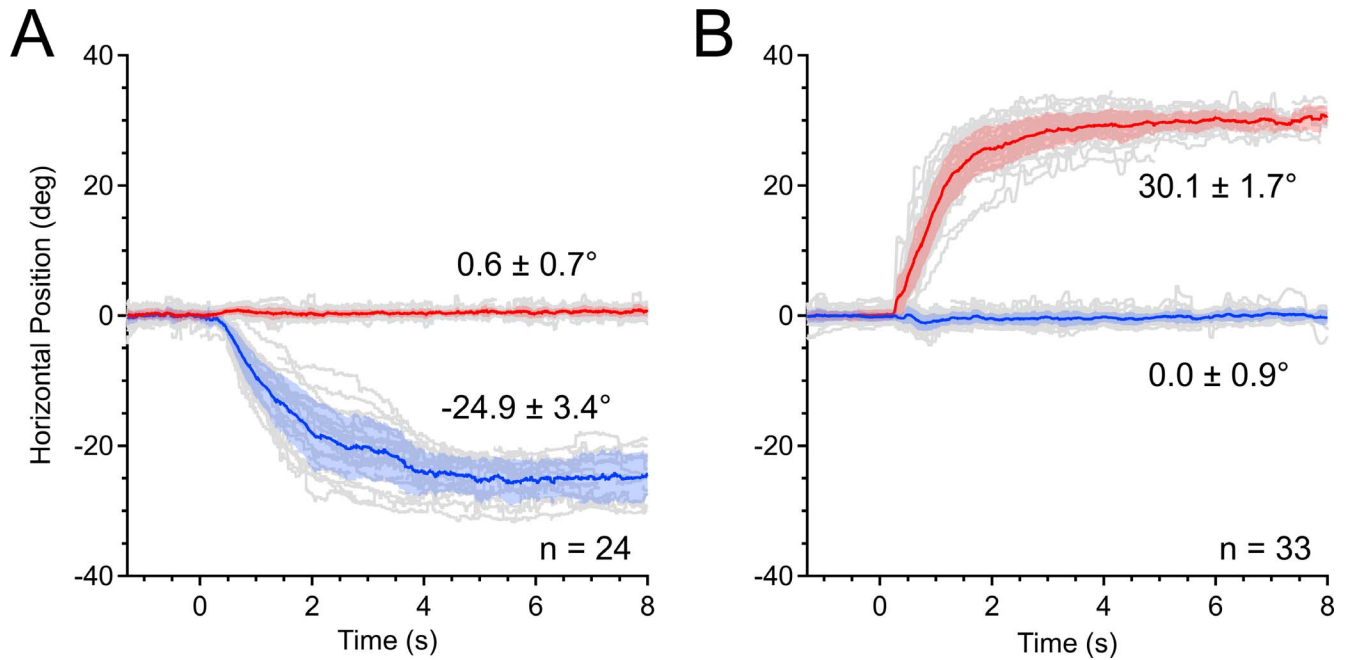 A
Horizontal Position (deg)
40
20
0
-20
-40
0.6 ± 0.7°
-24.9 ± 3.4°
n = 24
0 2 4 6 8
Time (s)
B
40
20
0
-20
-40
30.1 ± 1.7°
0.0 ± 0.9°
n = 33
0 2 4 6 8
Time (s)